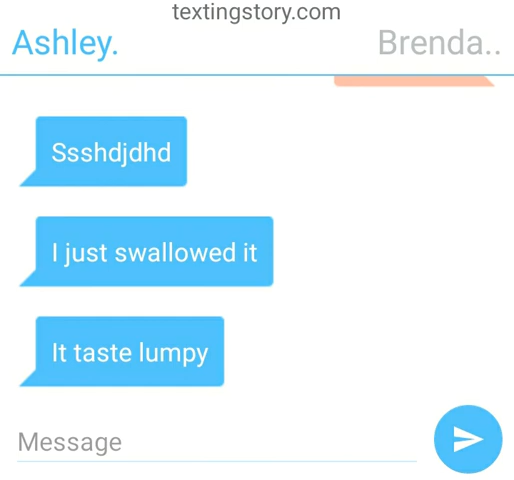 textingstory.com
Ashley.
Brenda..
Ssshdjdhd
I just swallowed it
It taste lumpy
Message